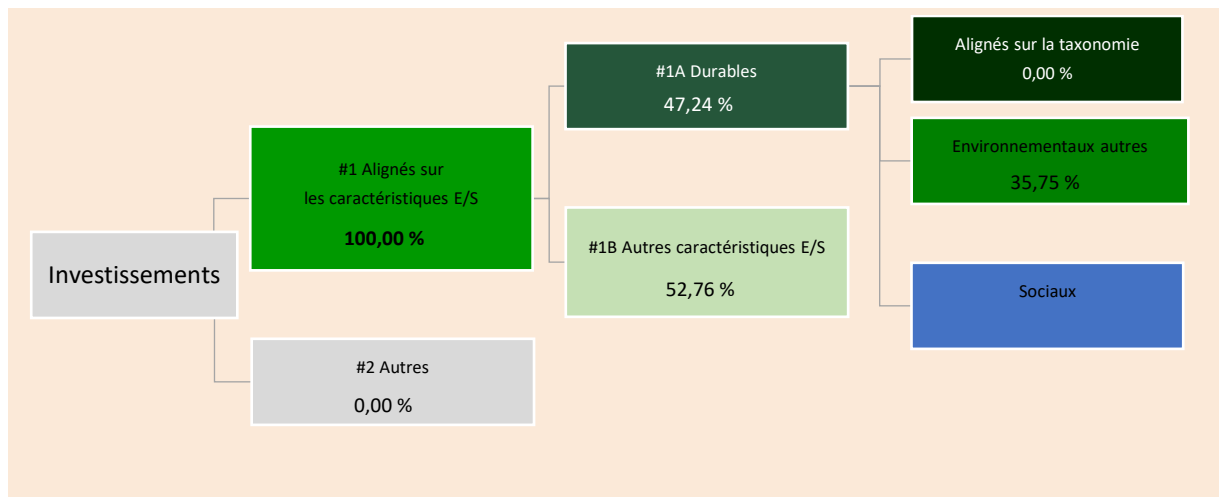 Investissements
#1 Alignés sur
les caractéristiques E/S
100,00 %
#2 Autres
0,00 %
#1A Durables
47,24 %
#1B Autres caractéristiques E/S
52,76 %
Alignés sur la taxonomie
0,00 %
Environnementaux autres
35,75 %
Sociaux